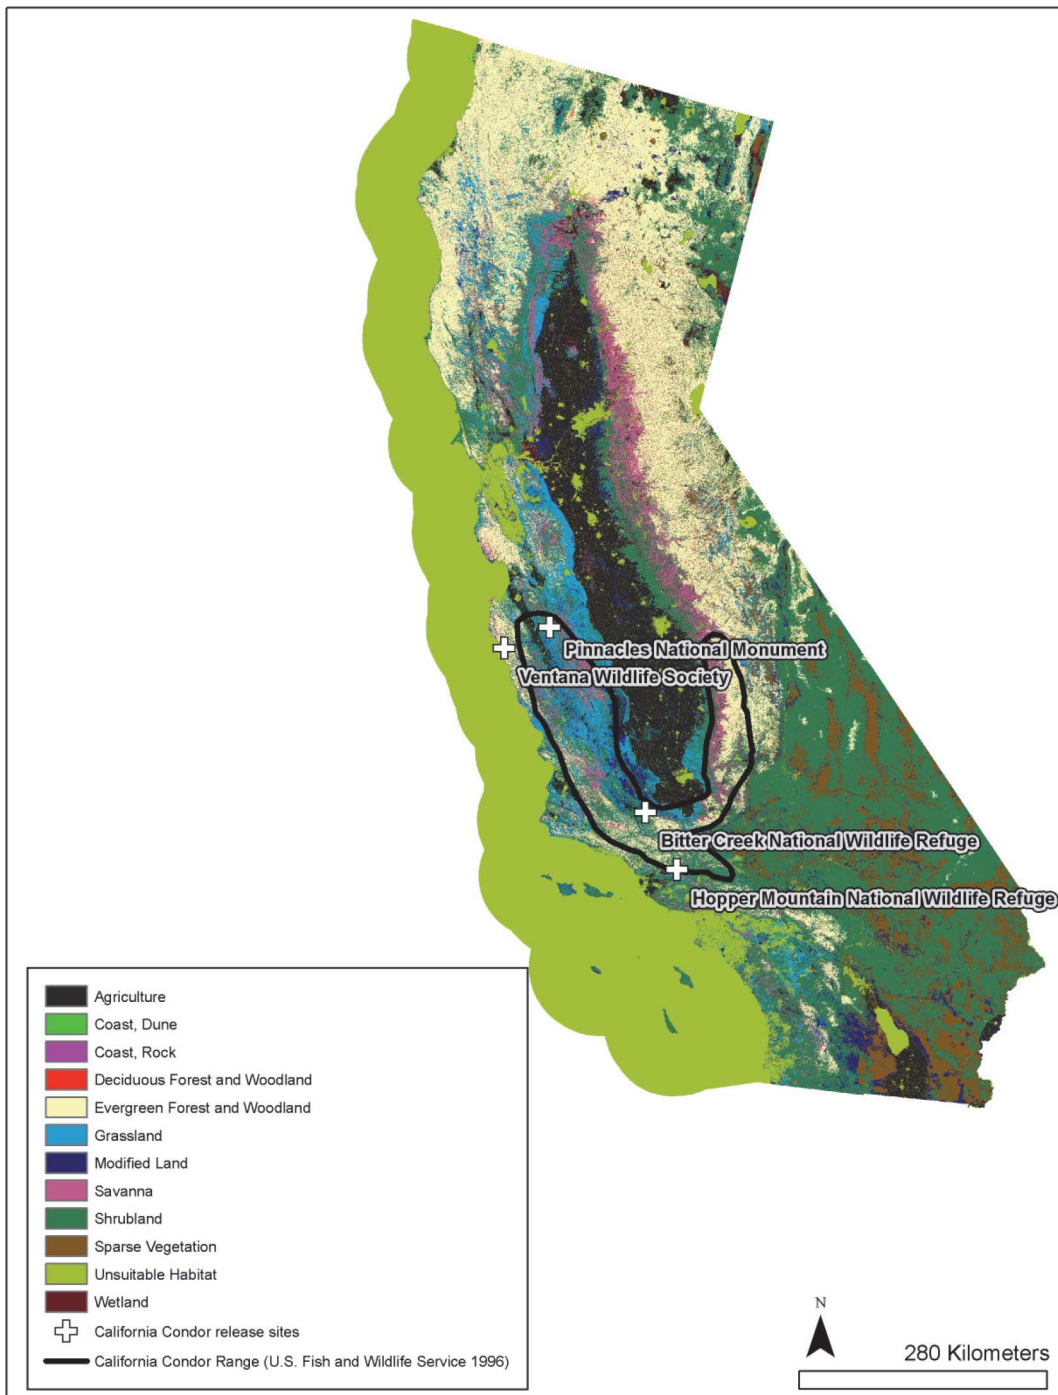 Pinnacles National Monument
Ventana Wildlife Society
Bitter Creek National Wildlife Refuge
Hopper Mountain National Wildlife Refuge
Agriculture
Coast, Dune
Coast, Rock
Deciduous Forest and Woodland
Evergreen Forest and Woodland
Grassland
Modified Land
Savanna
Shrubland
Sparse Vegetation
Unsuitable Habitat
Wetland
California Condor release sites
California Condor Range (U.S. Fish and Wildlife Service 1996)
N
280 Kilometers